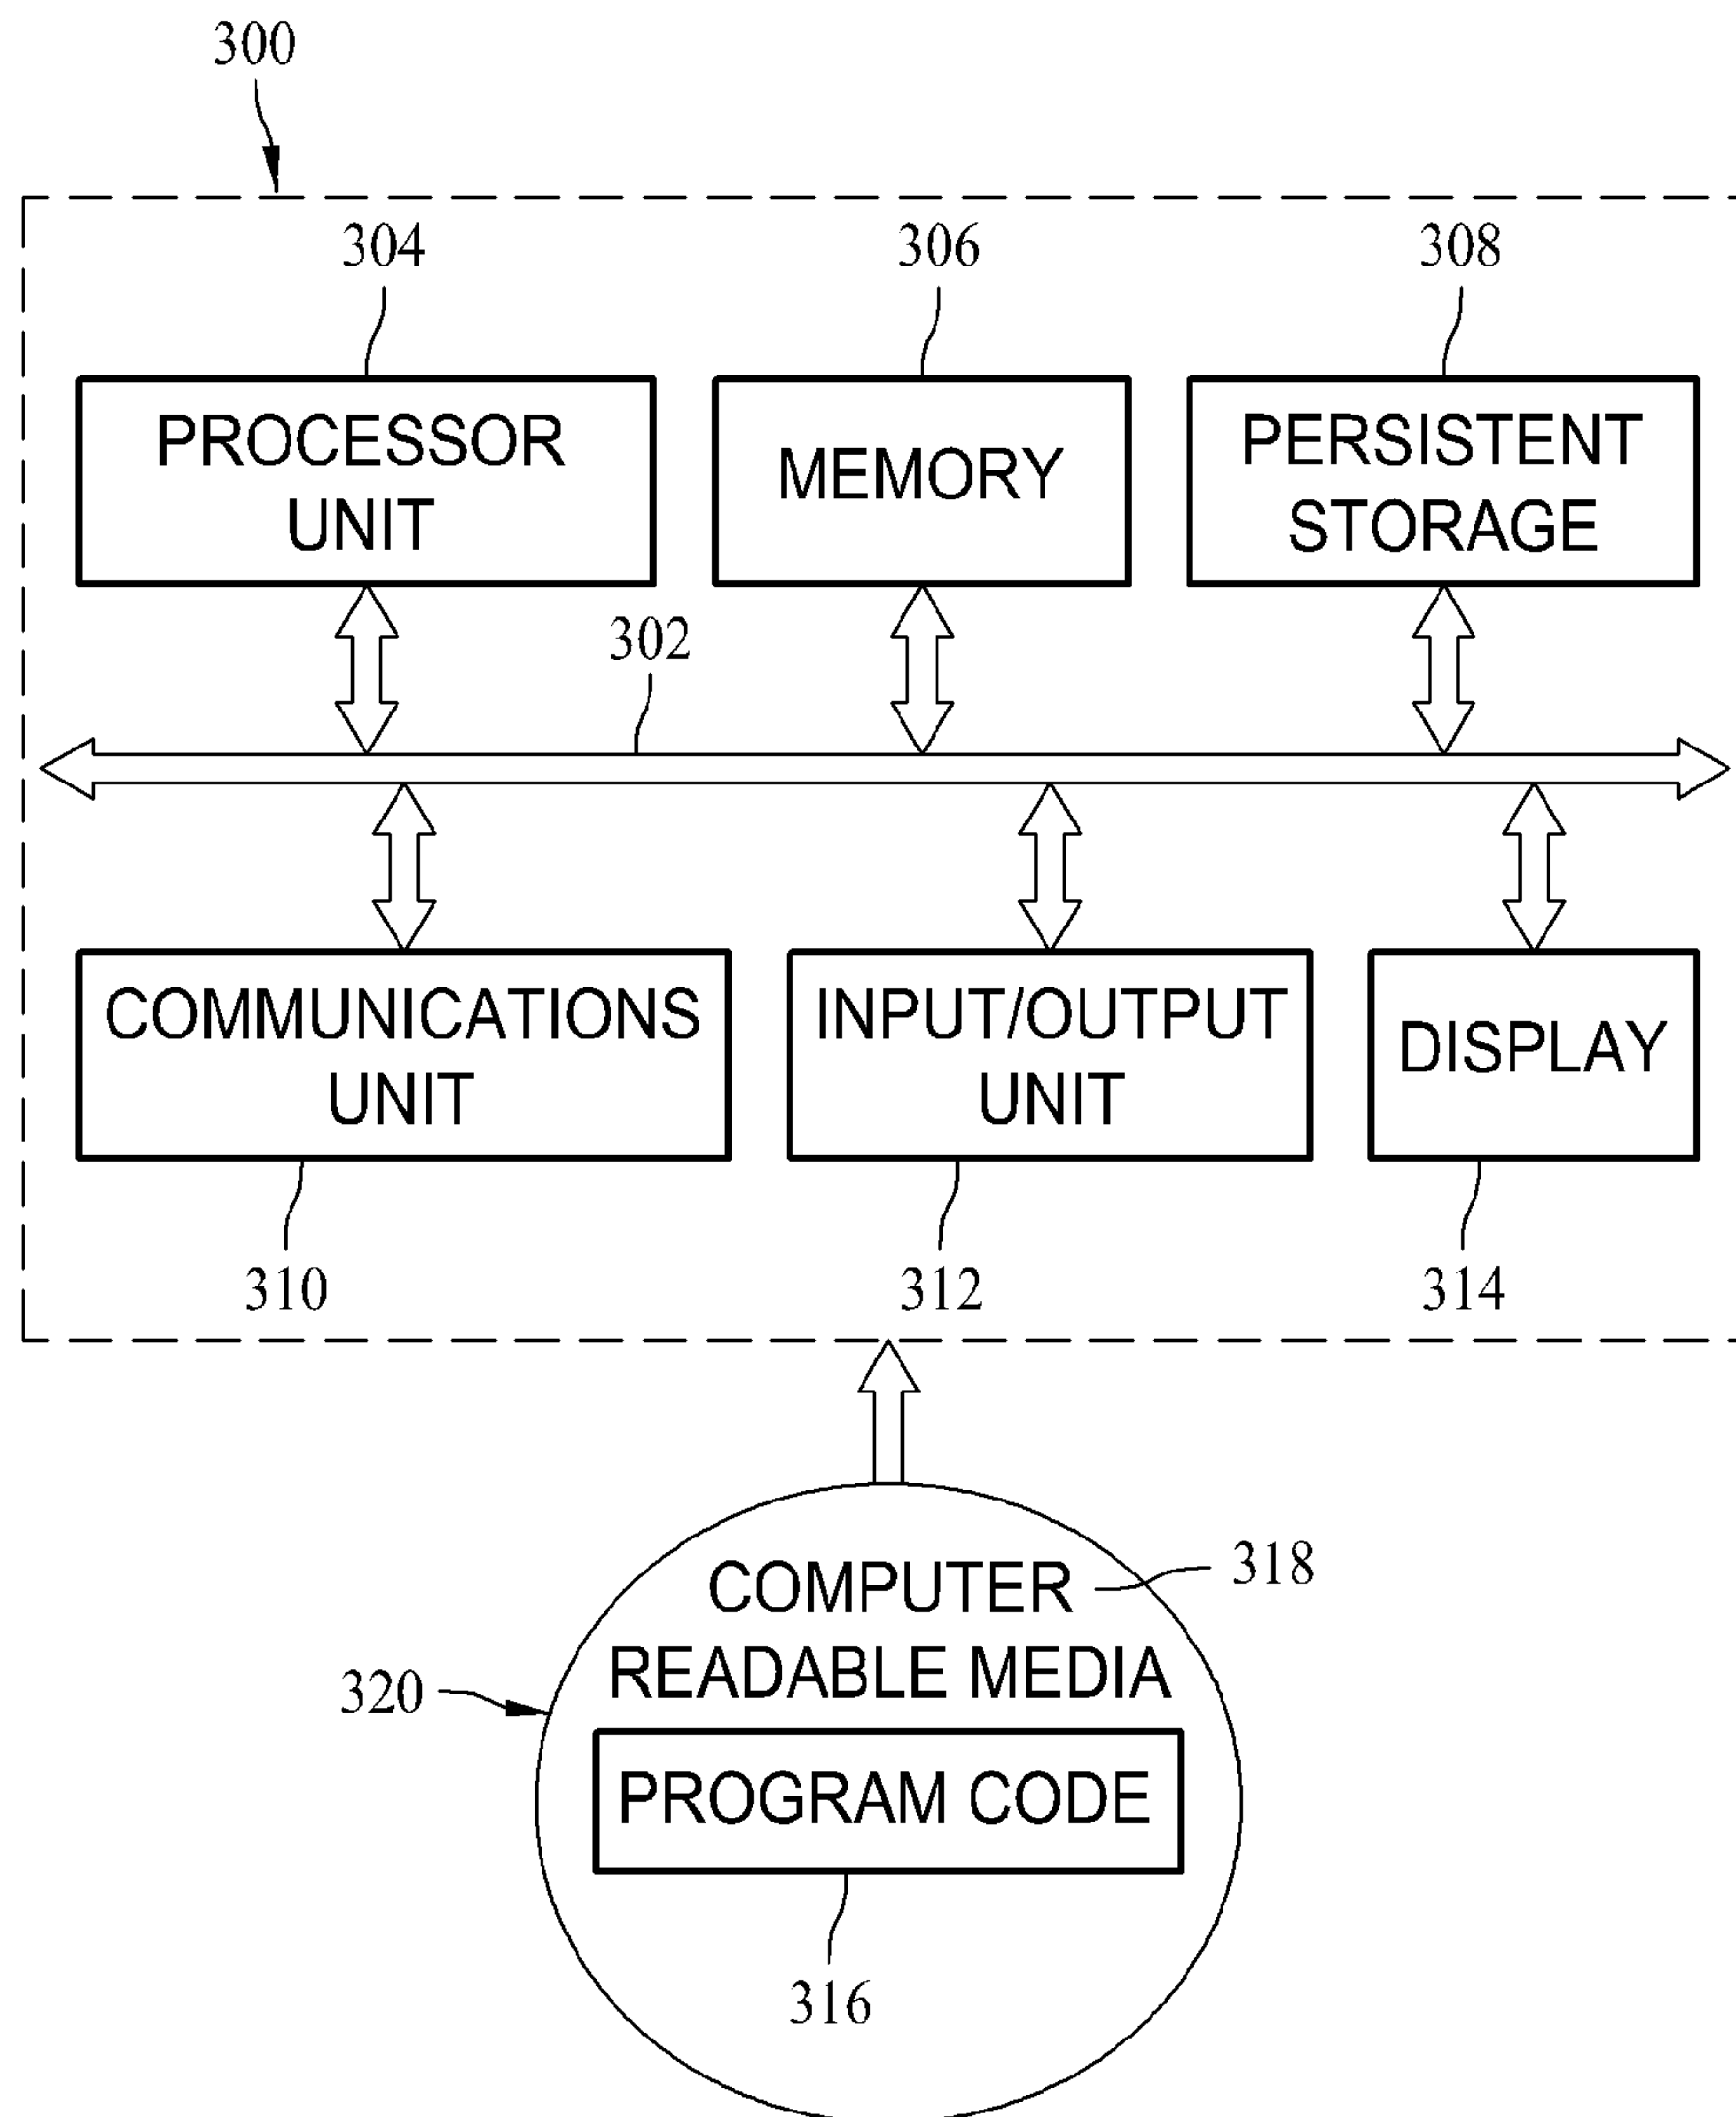 300
304
306
308
PROCESSOR
UNIT
MEMORY
PERSISTENT
STORAGE
302
COMMUNICATIONS
UNIT
INPUT/OUTPUT
UNIT
DISPLAY
310
312
314
COMPUTER
READABLE MEDIA
318
320
PROGRAM CODE
316